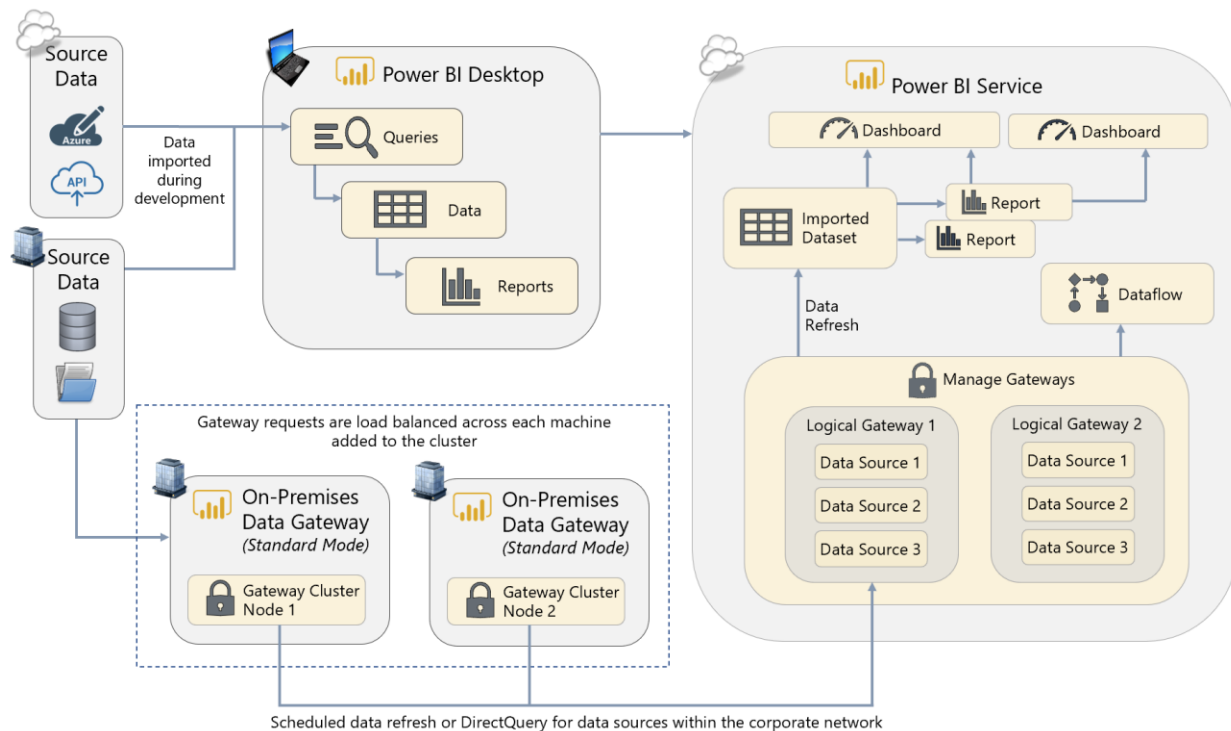 Source
Data
Azure
API
Data
imported
during
development
Source
Data
Power BI Desktop
Queries
Data
Reports
Power BI Service
Dashboard
Dashboard
Imported
Dataset
Report
Report
Data
Refresh
Dataflow
Manage Gateways
Logical Gateway 1
Data Source 1
Data Source 2
Data Source 3
Logical Gateway 2
Data Source 1
Data Source 2
Data Source 3
Gateway requests are load balanced across each machine
added to the cluster
On-Premises
Data Gateway
(Standard Mode)
Gateway Cluster
Node 1
On-Premises
Data Gateway
(Standard Mode)
Gateway Cluster
Node 2
Scheduled data refresh or DirectQuery for data sources within the corporate network